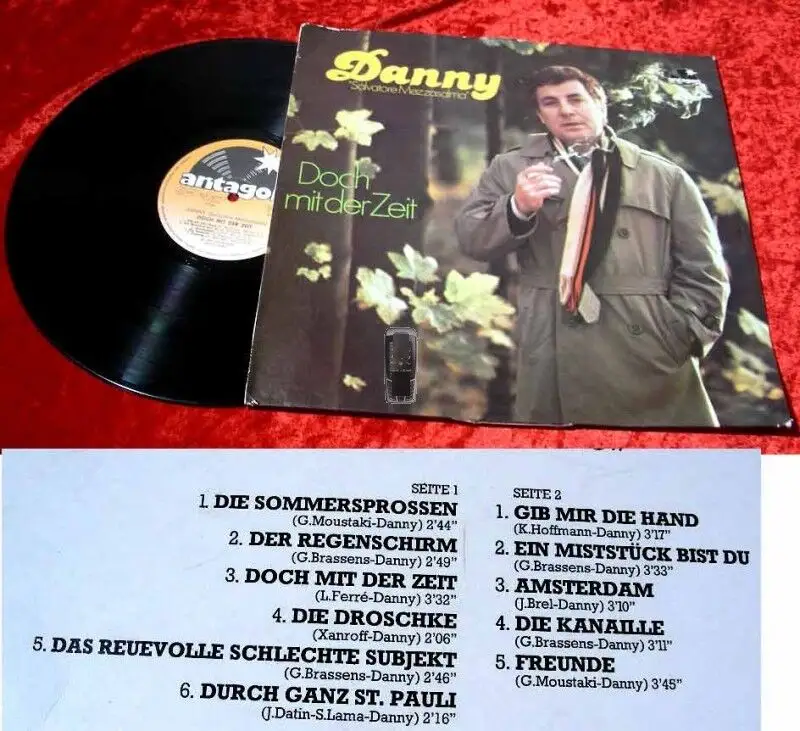 Danny
"Salvatore Mezzasalma"
Doch
mit der Zeit
antagon
DOCH MIT DER ZEIT
SEITE 1
1. DIE SOMMERSPROSSEN
(G.Moustaki-Danny) 2'44"
2. DER REGENSCHIRM
(G.Brassens-Danny) 2'49"
3. DOCH MIT DER ZEIT
(L.Ferré-Danny) 3'32"
4. DIE DROSCHKE
(Xanroff-Danny) 2'06"
5. DAS REUEVOLLE SCHLECHTE SUBJEKT
(G.Brassens-Danny) 2'46"
6. DURCH GANZ ST. PAULI
(J.Datin-S.Lama-Danny) 2'16"
SEITE 2
1. GIB MIR DIE HAND
(K.Hoffmann-Danny) 3'17"
2. EIN MISTSTÜCK BIST DU
(G.Brassens-Danny) 3'33"
3. AMSTERDAM
(J.Brel-Danny) 3'10"
4. DIE KANAILLE
(G.Brassens-Danny) 3'11"
5. FREUNDE
(G.Moustaki-Danny) 3'45"